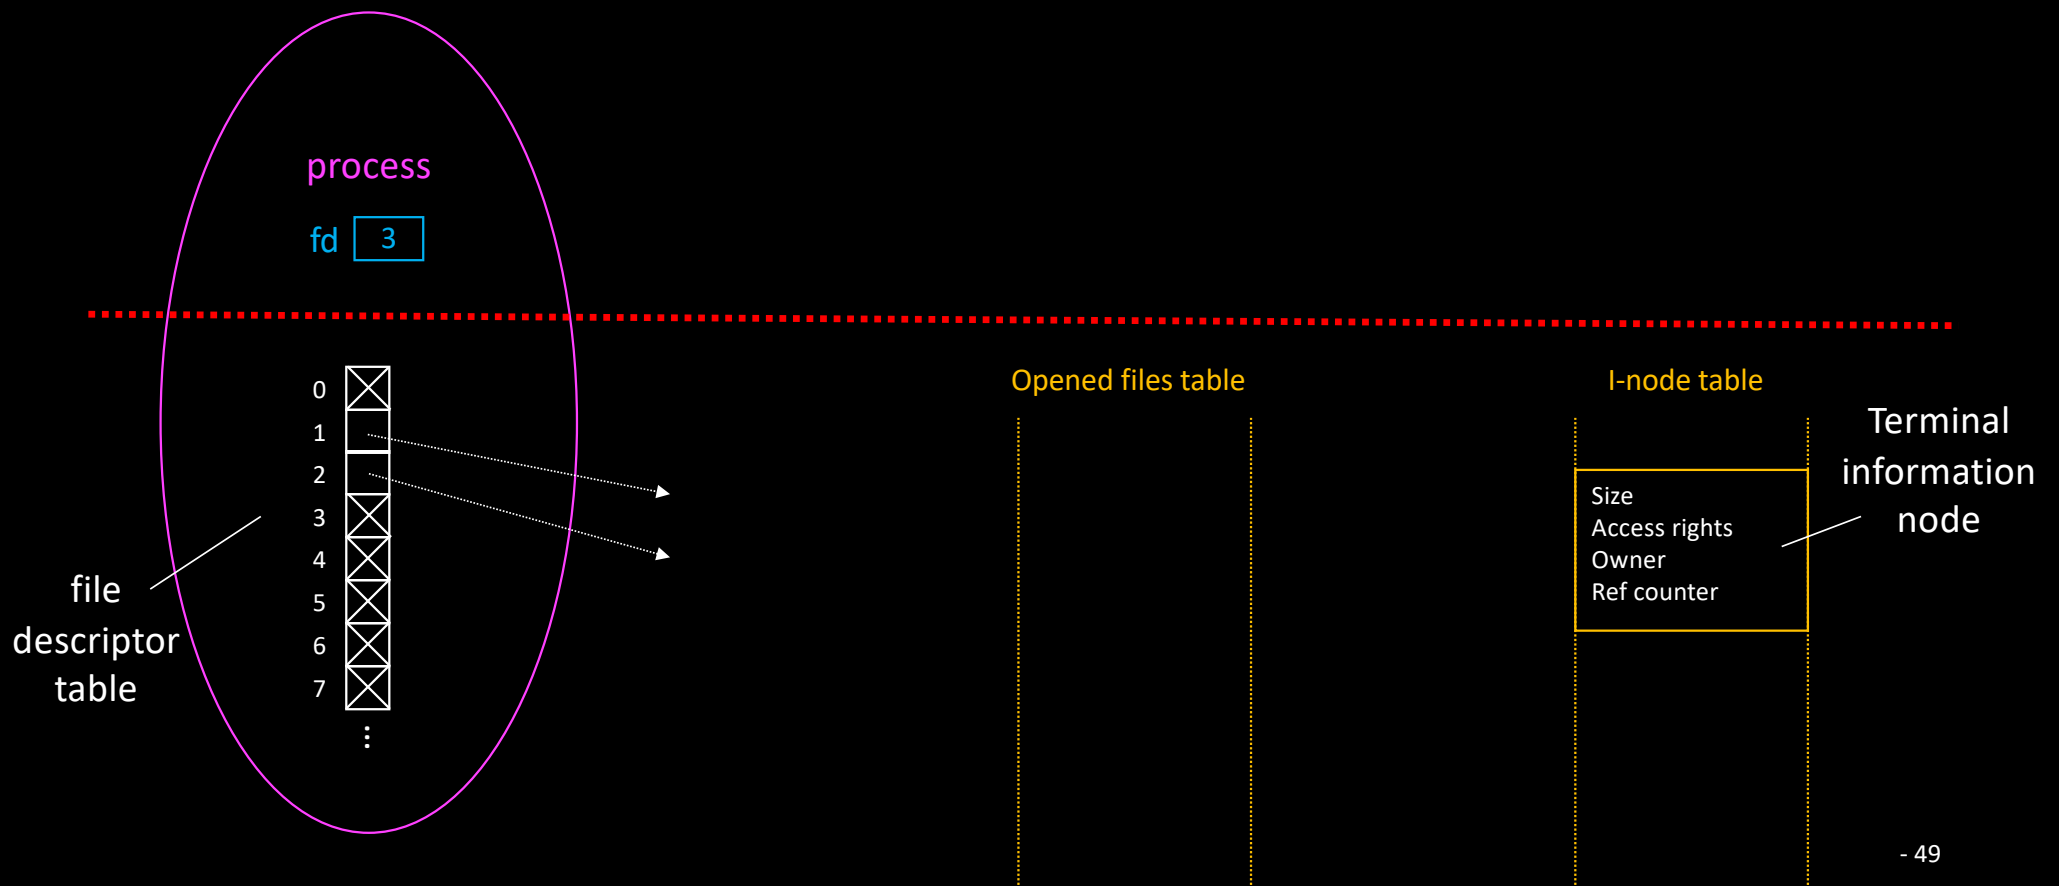 process
fd 3
Opened files table
I-node table
0
1
2
3
4
5
6
7
...
file
descriptor
table
Size
Access rights
Owner
Ref counter
Terminal
information
node
- 49